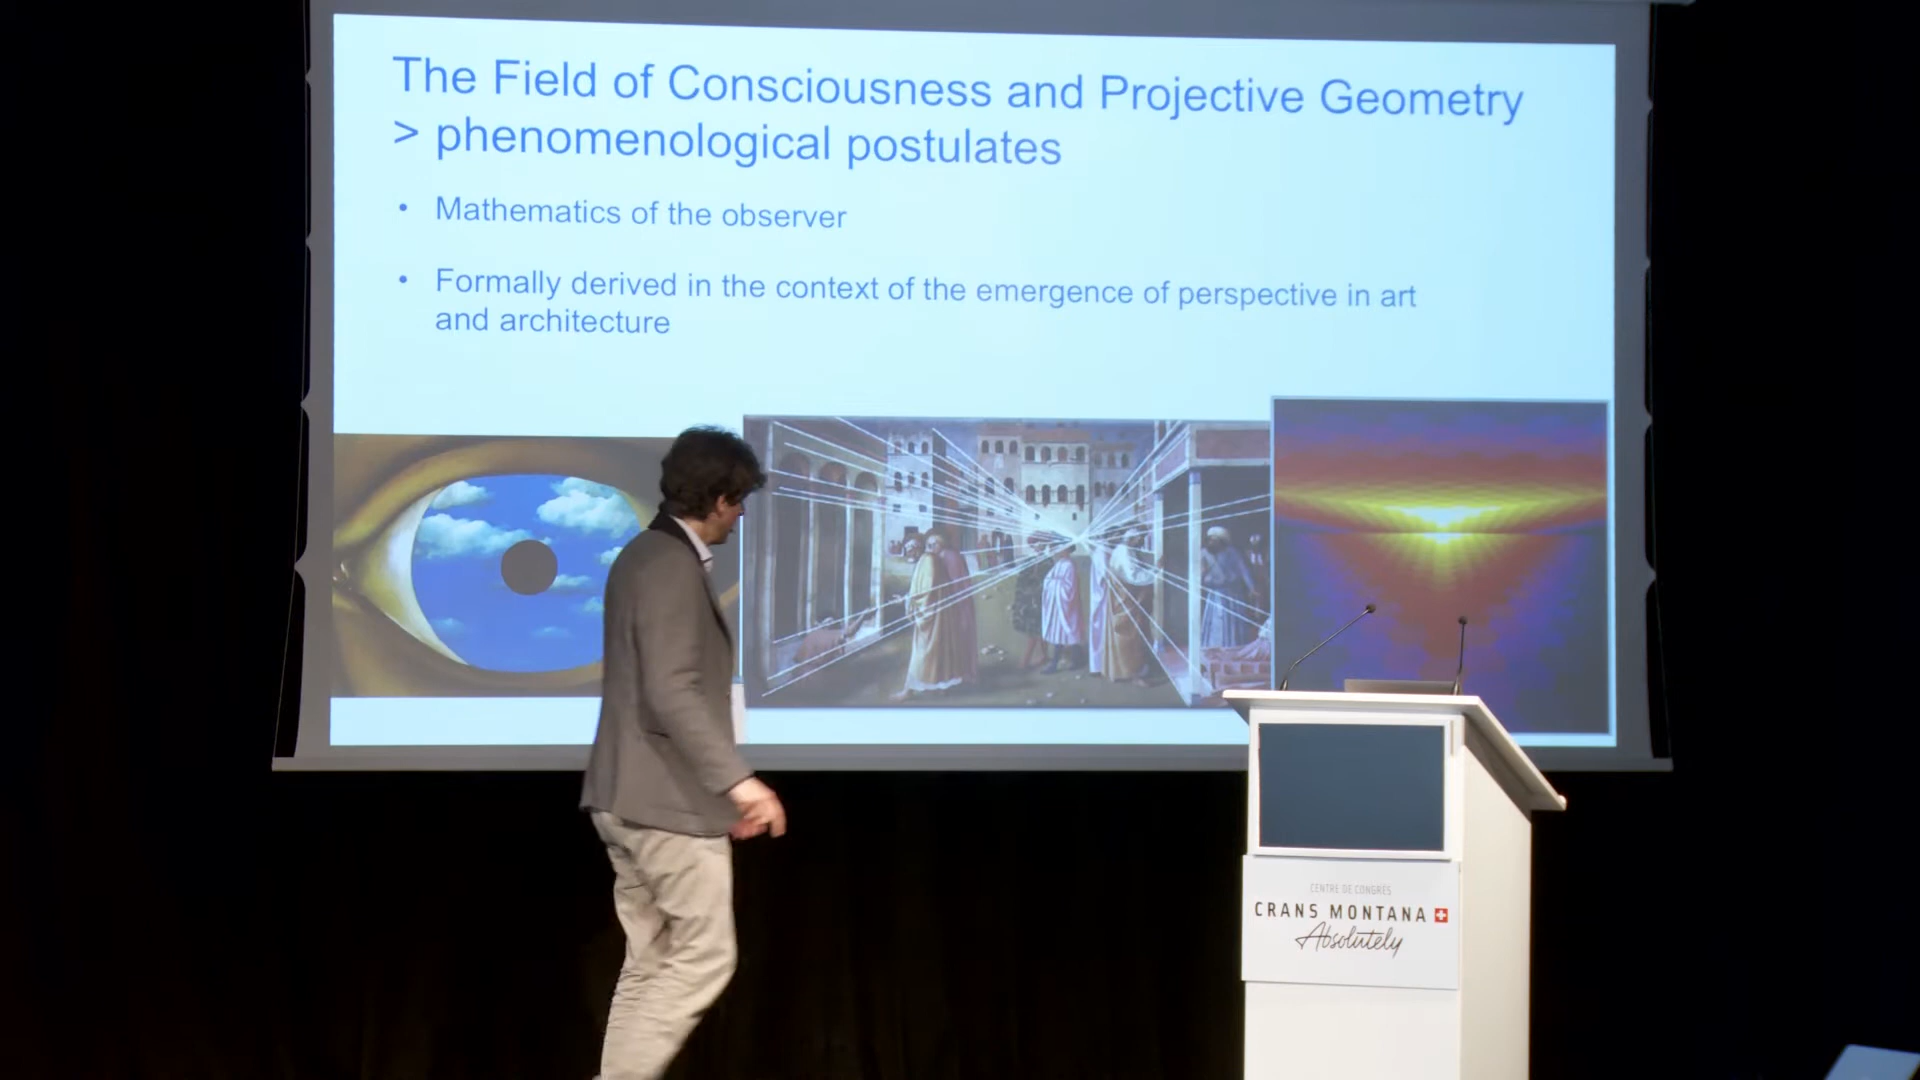 The Field of Consciousness and Projective Geometry
> phenomenological postulates
• Mathematics of the observer
• Formally derived in the context of the emergence of perspective in art
and architecture
CENTRE DE CONGRÈS
CRANS MONTANA
Absolutely